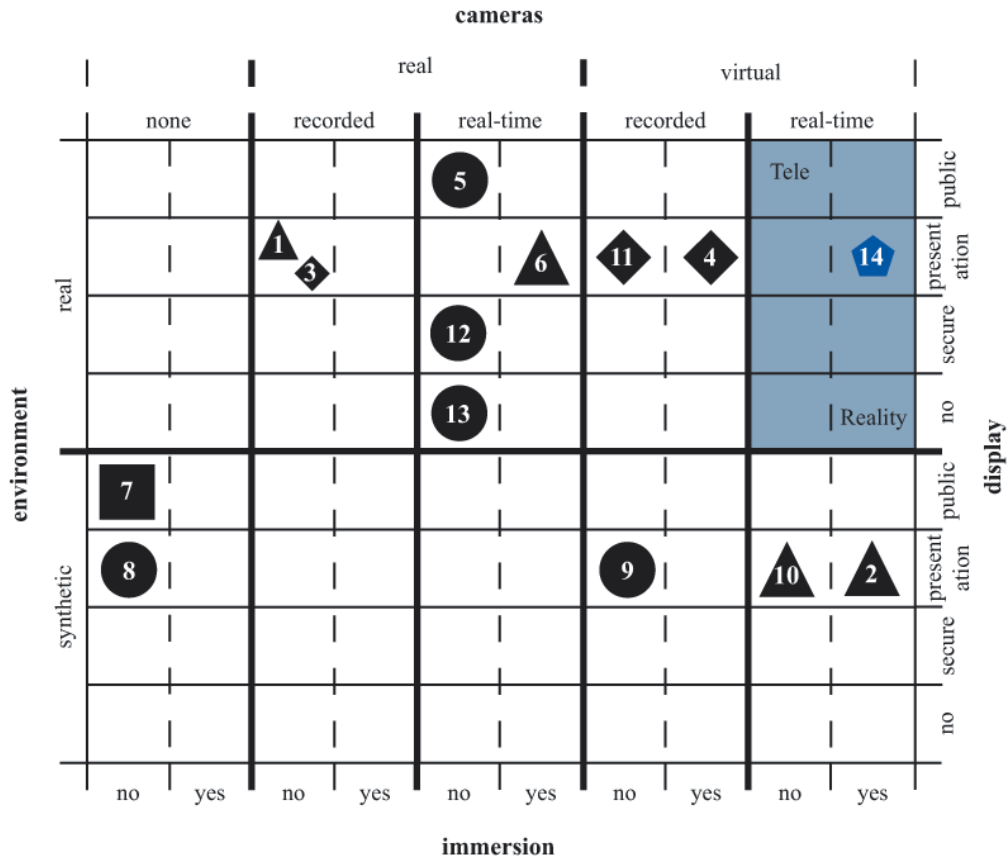 cameras
real
virtual
none
recorded
real-time
recorded
real-time
5
Tele
public
real
1
3
6
11
4
14
present
ation
12
secure
13
Reality
no
environment
display
7
public
synthetic
8
9
10
2
present
ation
secure
no
no
yes
no
yes
no
yes
no
yes
no
yes
immersion